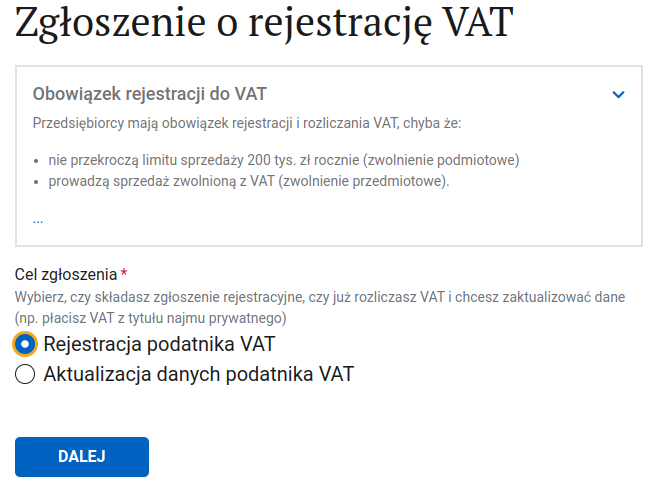 Zgłoszenie o rejestrację VAT
Obowiązek rejestracji do VAT
Przedsiębiorcy mają obowiązek rejestracji i rozliczania VAT, chyba że:
• nie przekroczą limitu sprzedaży 200 tys. zł rocznie (zwolnienie podmiotowe)
• prowadzą sprzedaż zwolnioną z VAT (zwolnienie przedmiotowe).
...
Cel zgłoszenia *
Wybierz, czy składasz zgłoszenie rejestracyjne, czy już rozliczasz VAT i chcesz zaktualizować dane
(np. płacisz VAT z tytułu najmu prywatnego)
Rejestracja podatnika VAT
Aktualizacja danych podatnika VAT
DALEJ